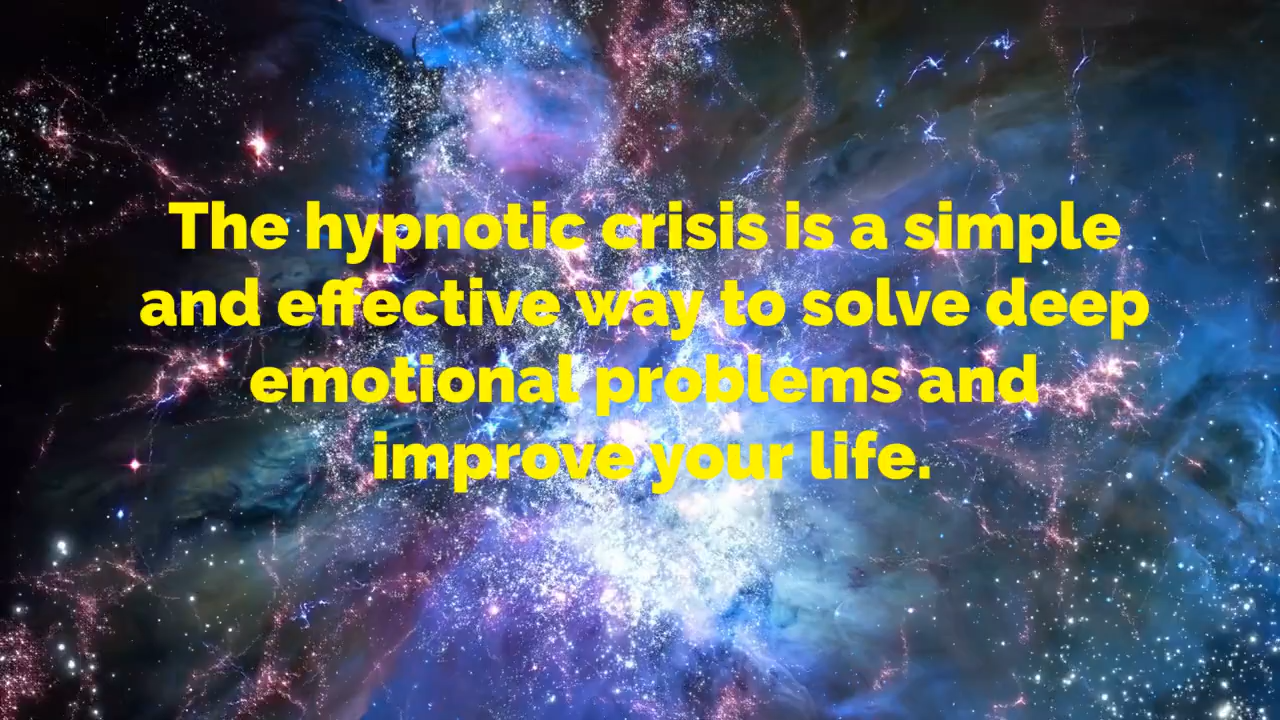 The hypnotic crisis is a simple
and effective way to solve deep
emotional problems and
improve your life.